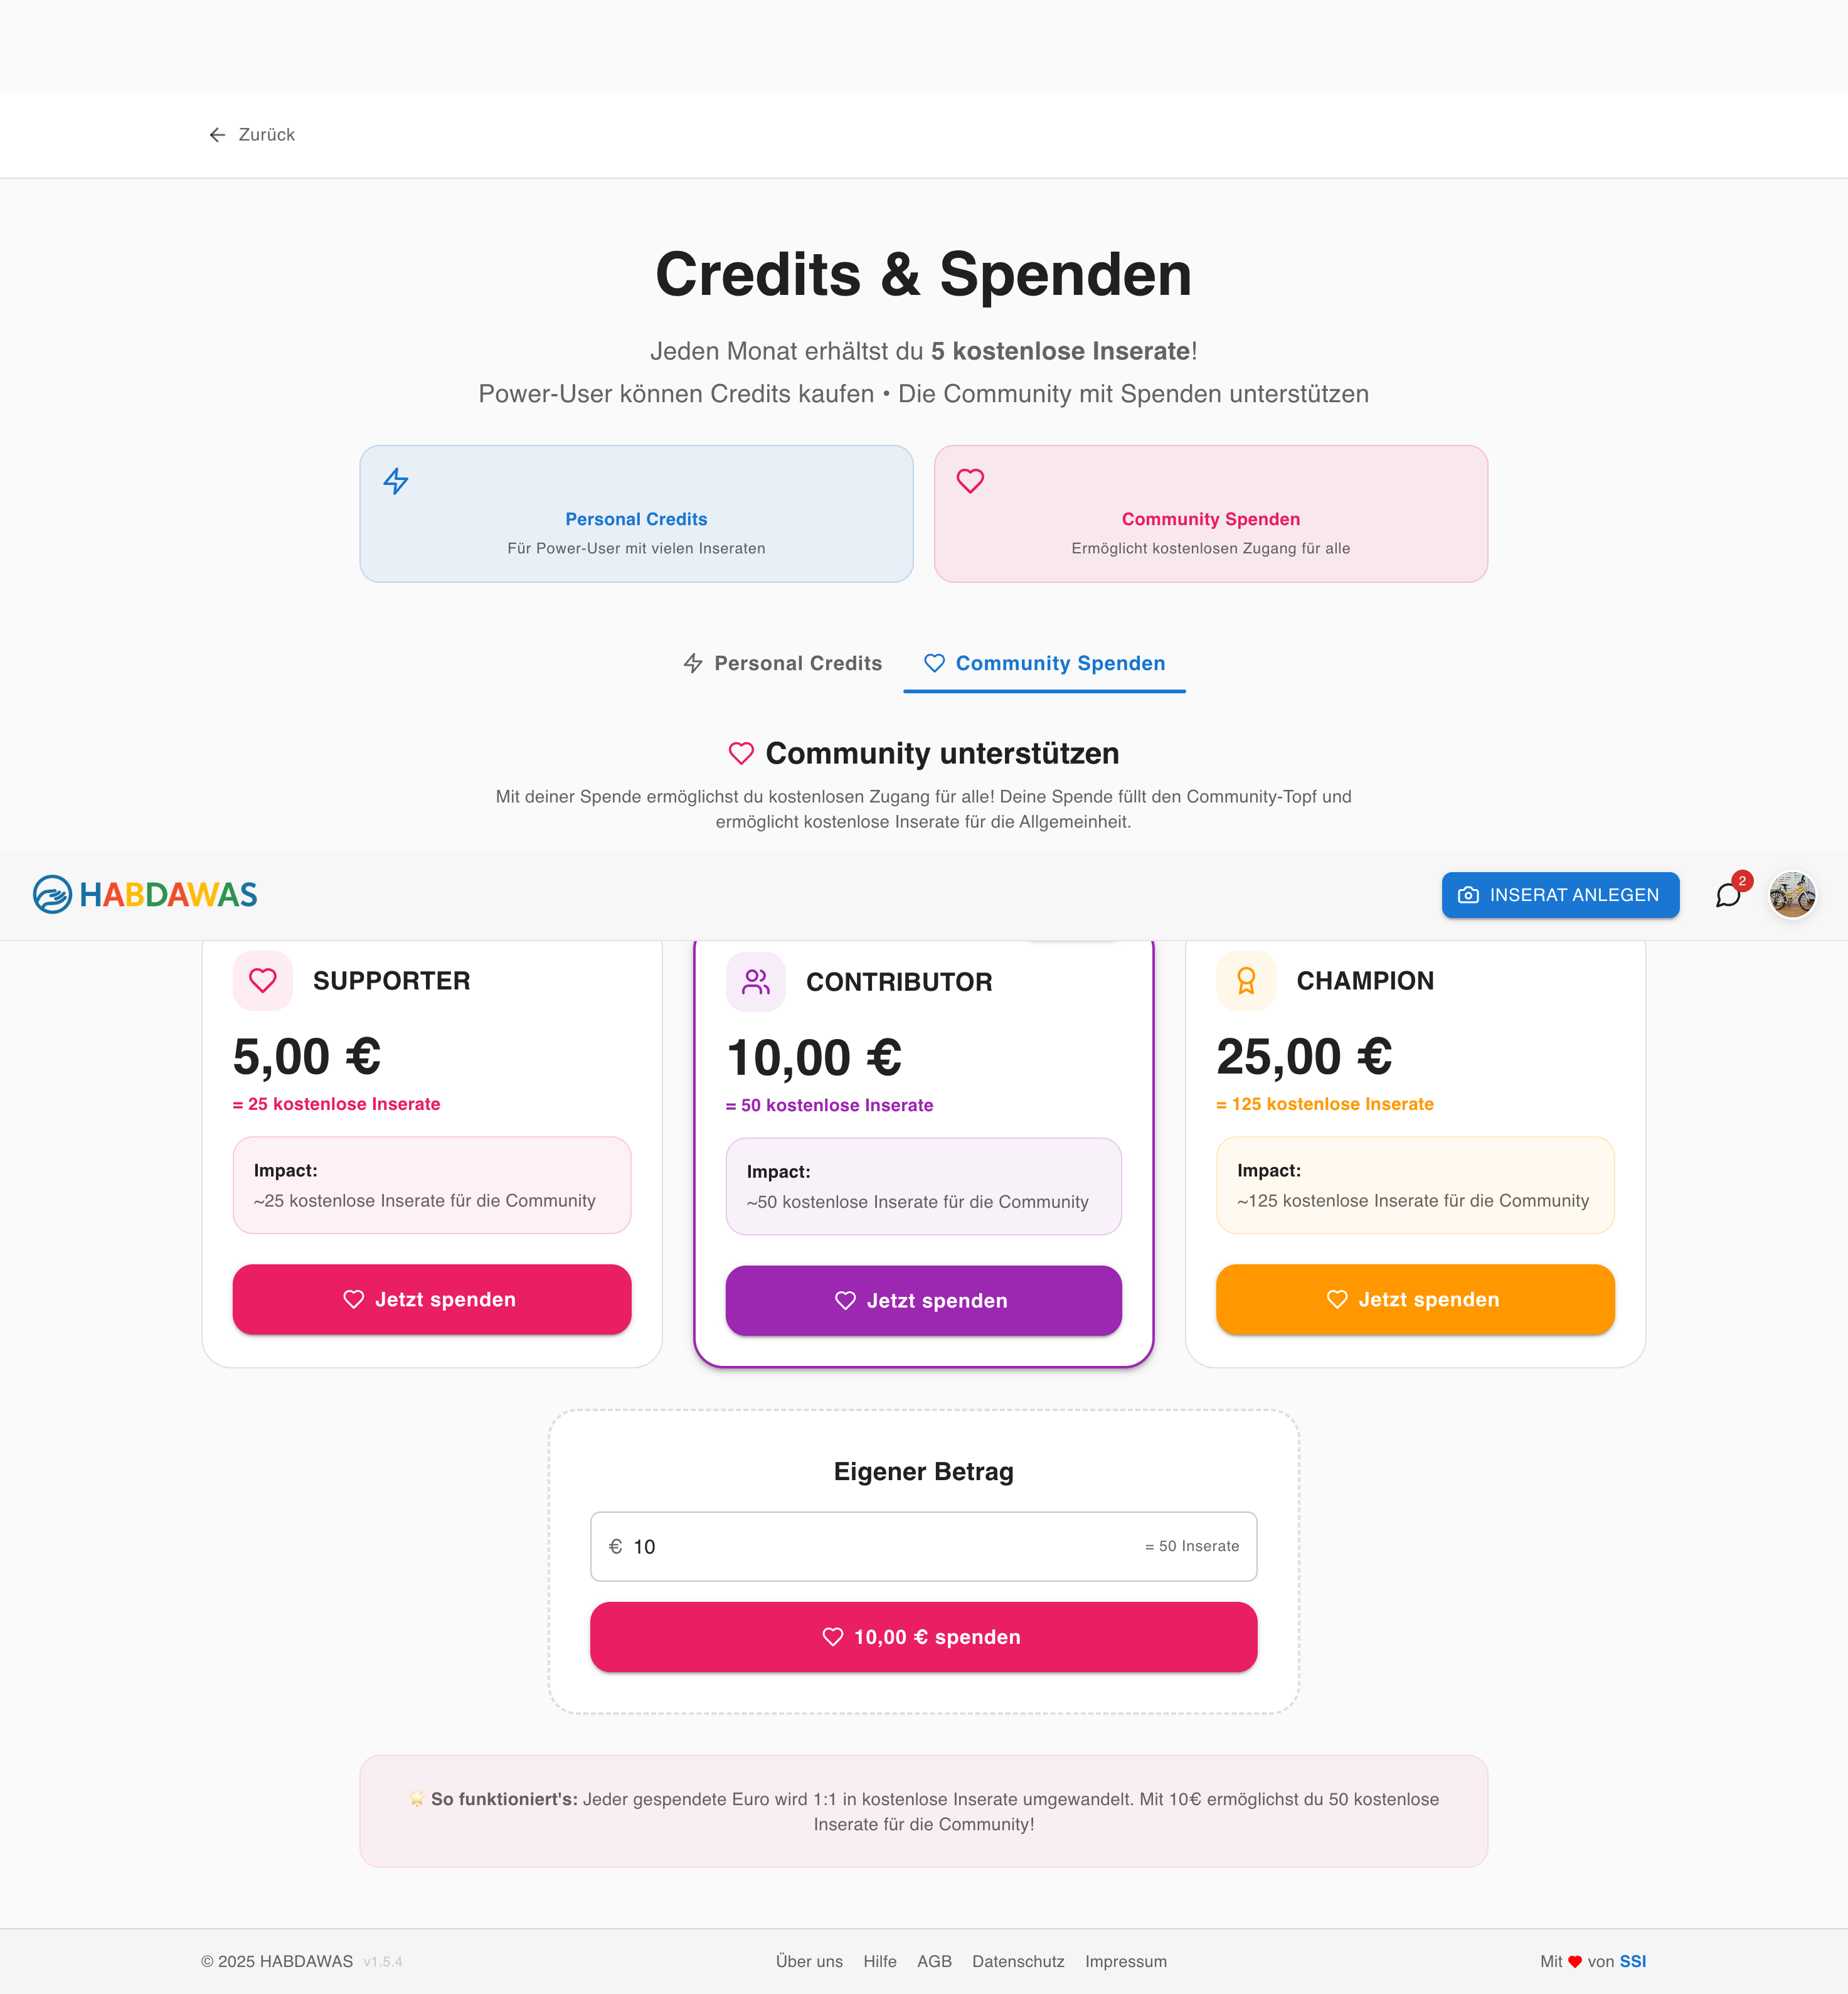 Zurück
Credits & Spenden
Jeden Monat erhältst du 5 kostenlose Inserate!
Power-User können Credits kaufen • Die Community mit Spenden unterstützen
Personal Credits
Für Power-User mit vielen Inseraten
Community Spenden
Ermöglicht kostenlosen Zugang für alle
Personal Credits
Community Spenden
Community unterstützen
Mit deiner Spende ermöglichst du kostenlosen Zugang für alle! Deine Spende füllt den Community-Topf und
ermöglicht kostenlose Inserate für die Allgemeinheit.
HABDAWAS
INSERAT ANLEGEN
2
SUPPORTER
5,00 €
= 25 kostenlose Inserate
Impact:
~25 kostenlose Inserate für die Community
Jetzt spenden
CONTRIBUTOR
10,00 €
= 50 kostenlose Inserate
Impact:
~50 kostenlose Inserate für die Community
Jetzt spenden
CHAMPION
25,00 €
= 125 kostenlose Inserate
Impact:
~125 kostenlose Inserate für die Community
Jetzt spenden
Eigener Betrag
€ 10
= 50 Inserate
10,00 € spenden
🌟 So funktioniert's: Jeder gespendete Euro wird 1:1 in kostenlose Inserate umgewandelt. Mit 10€ ermöglichst du 50 kostenlose
Inserate für die Community!
© 2025 HABDAWAS v1.5.4
Über uns Hilfe AGB Datenschutz Impressum
Mit ❤️ von SSI